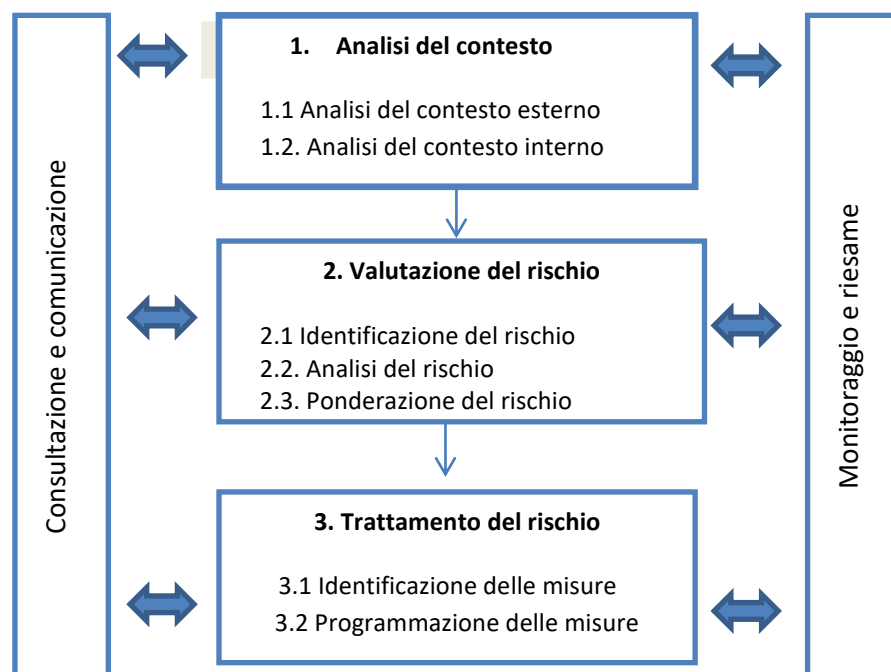 Consultazione e comunicazione
1. Analisi del contesto
1.1 Analisi del contesto esterno
1.2. Analisi del contesto interno
2. Valutazione del rischio
2.1 Identificazione del rischio
2.2. Analisi del rischio
2.3. Ponderazione del rischio
3. Trattamento del rischio
3.1 Identificazione delle misure
3.2 Programmazione delle misure
Monitoraggio e riesame